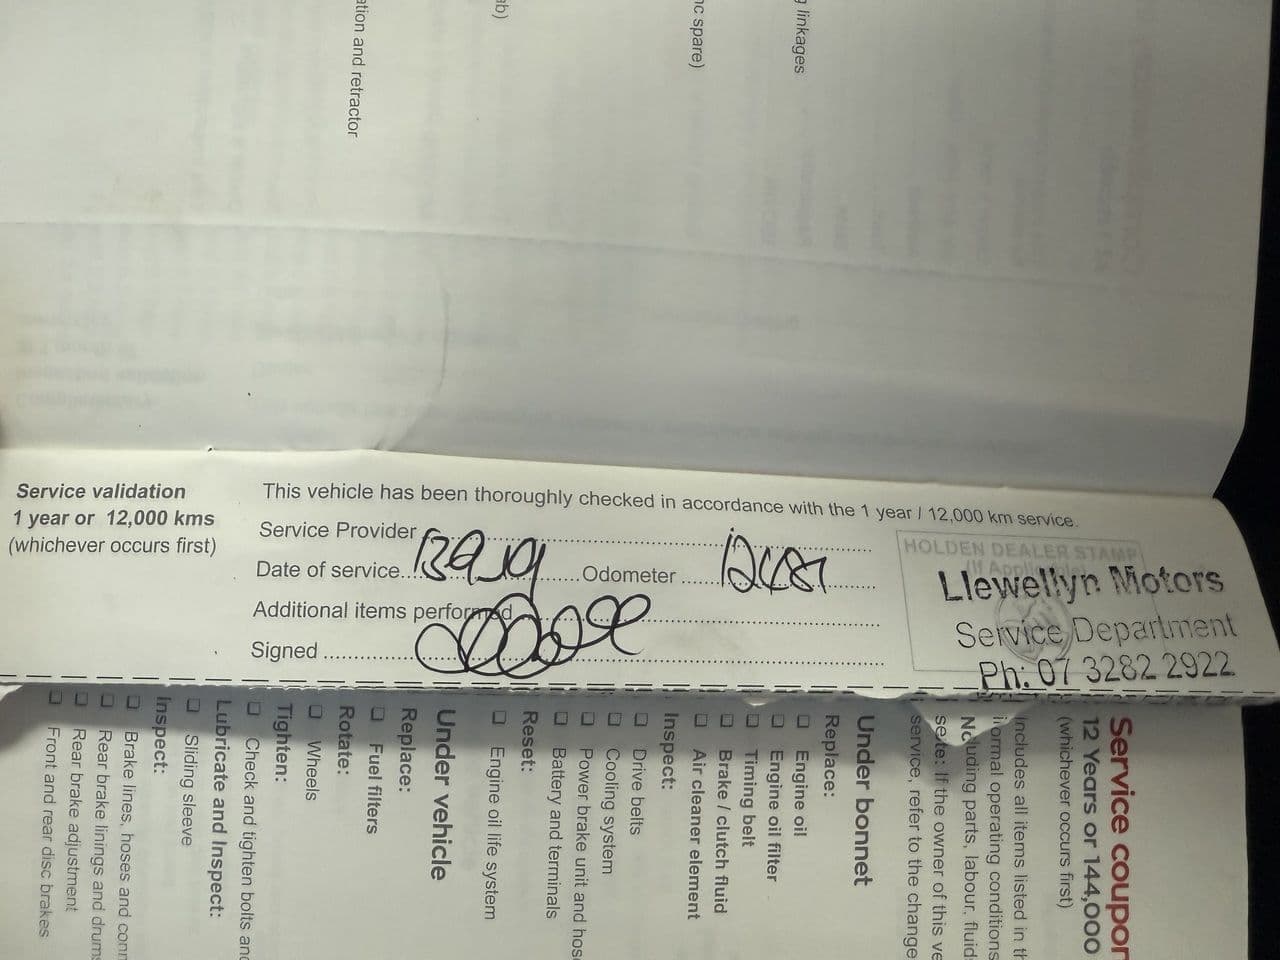 ation and retractor
ab)
nc spare)
g linkages
Service validation
1 year or 12,000 kms
(whichever occurs first)
This vehicle has been thoroughly checked in accordance with the 1 year / 12,000 km service.
Service Provider
Date of service
Odometer
Additional items performed
Signed
HOLDEN DEALER STAMP
Llewellyn Motors
Service Department
Ph: 07 3282 2922
Service coupon
12 Years or 144,000
(whichever occurs first)
Includes all items listed in th
normal operating conditions
No
luding parts, labour, fluid
If the owner of this ve
service, refer to the change
Under bonnet
Replace:
Engine oil
Engine oil filter
Timing belt
Brake / clutch fluid
Air cleaner element
Inspect:
Drive belts
Cooling system
Power brake unit and hose
Battery and terminals
Reset:
Engine oil life system
Under vehicle
Replace:
Fuel filters
Rotate:
Wheels
Tighten:
Check and tighten bolts and
Lubricate and Inspect:
Sliding sleeve
Inspect:
Brake lines, hoses and conn
Rear brake linings and drums
Rear brake adjustment
Front and rear disc brakes